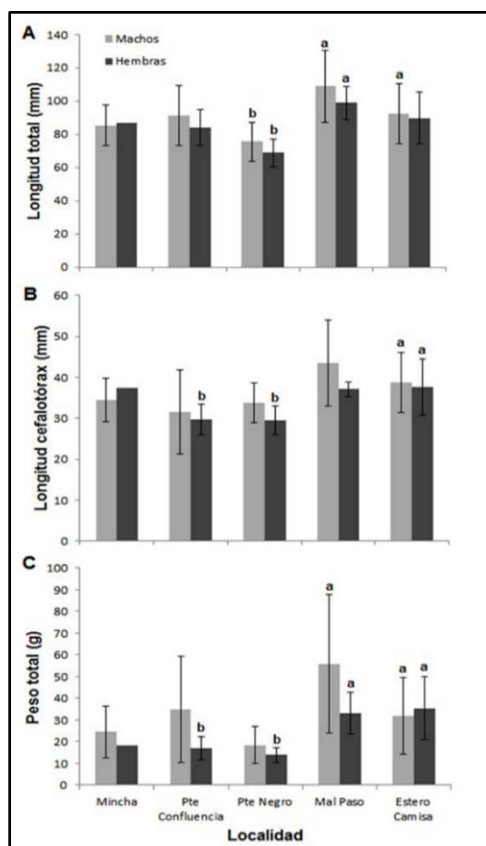 A
Machos
Hembras
Longitud total (mm)
140
120
100
80
60
40
20
0
b
b
a
a
a
B
Longitud cefalotórax (mm)
60
50
40
30
20
10
0
b
b
a
a
C
Peso total (g)
100
90
80
70
60
50
40
30
20
10
0
b
b
a
a
a
a
Mincha
Pte Confluencia
Pte Negro
Mal Paso
Estero Camisa
Localidad